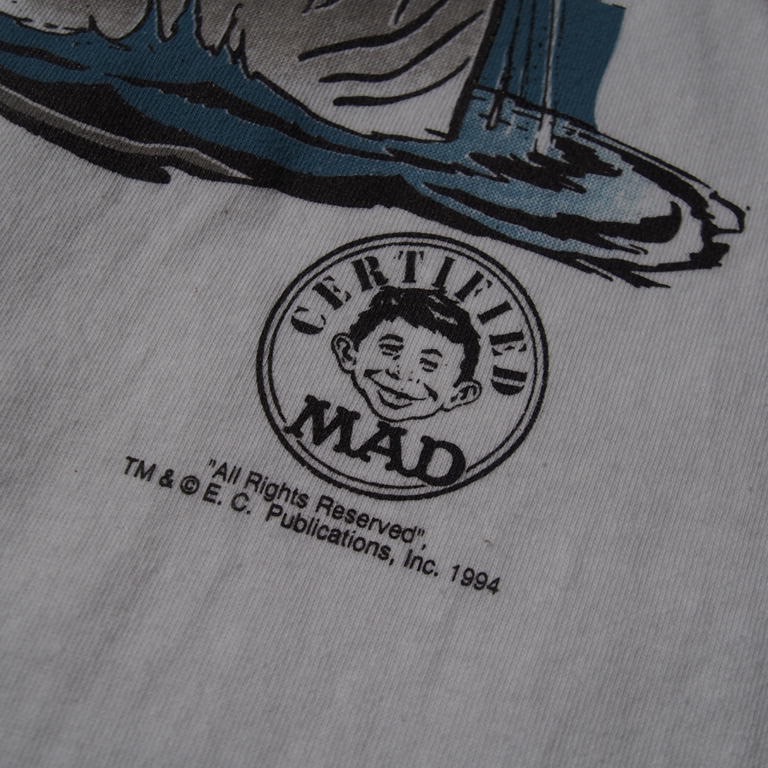 CERTIFIED
MAD
"All Rights Reserved",
TM & © E. C. Publications, Inc. 1994